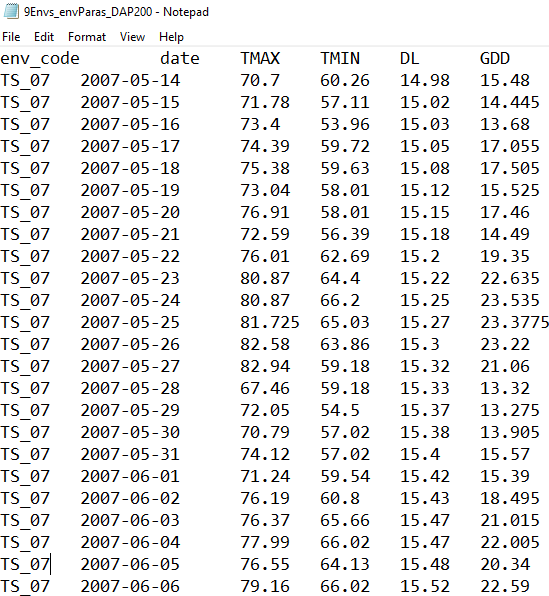 9Envs_envParas_DAP200 - Notepad
File Edit Format View Help
env_code date TMAX TMIN DL GDD
TS_07 2007-05-14 70.7 60.26 14.98 15.48
TS_07 2007-05-15 71.78 57.11 15.02 14.445
TS_07 2007-05-16 73.4 53.96 15.03 13.68
TS_07 2007-05-17 74.39 59.72 15.05 17.055
TS_07 2007-05-18 75.38 59.63 15.08 17.505
TS_07 2007-05-19 73.04 58.01 15.12 15.525
TS_07 2007-05-20 76.91 58.01 15.15 17.46
TS_07 2007-05-21 72.59 56.39 15.18 14.49
TS_07 2007-05-22 76.01 62.69 15.2 19.35
TS_07 2007-05-23 80.87 64.4 15.22 22.635
TS_07 2007-05-24 80.87 66.2 15.25 23.535
TS_07 2007-05-25 81.725 65.03 15.27 23.3775
TS_07 2007-05-26 82.58 63.86 15.3 23.22
TS_07 2007-05-27 82.94 59.18 15.32 21.06
TS_07 2007-05-28 67.46 59.18 15.33 13.32
TS_07 2007-05-29 72.05 54.5 15.37 13.275
TS_07 2007-05-30 70.79 57.02 15.38 13.905
TS_07 2007-05-31 74.12 57.02 15.4 15.57
TS_07 2007-06-01 71.24 59.54 15.42 15.39
TS_07 2007-06-02 76.19 60.8 15.43 18.495
TS_07 2007-06-03 76.37 65.66 15.47 21.015
TS_07 2007-06-04 77.99 66.02 15.47 22.005
TS_07 2007-06-05 76.55 64.13 15.48 20.34
TS_07 2007-06-06 79.16 66.02 15.52 22.59